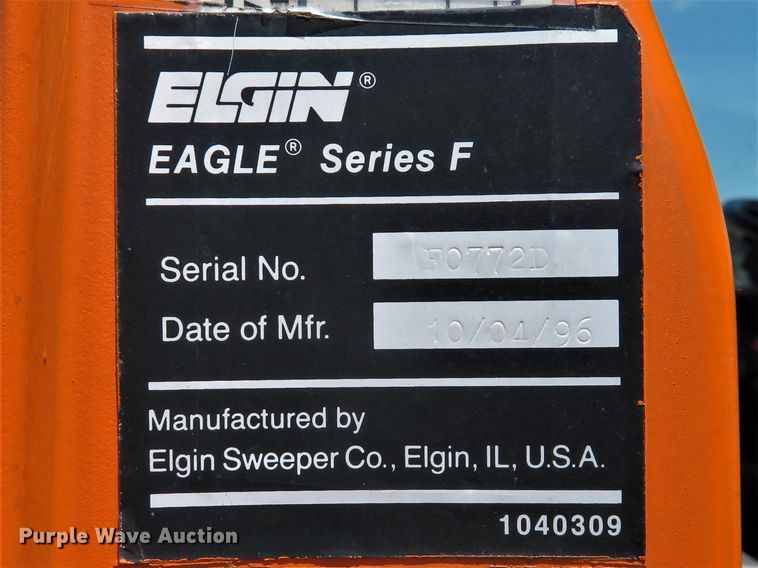 ELGIN®
EAGLE® Series F
Serial No. F0772D
Date of Mfr. 10/04/96
Manufactured by
Elgin Sweeper Co., Elgin, IL, U.S.A.
1040309
Purple Wave Auction